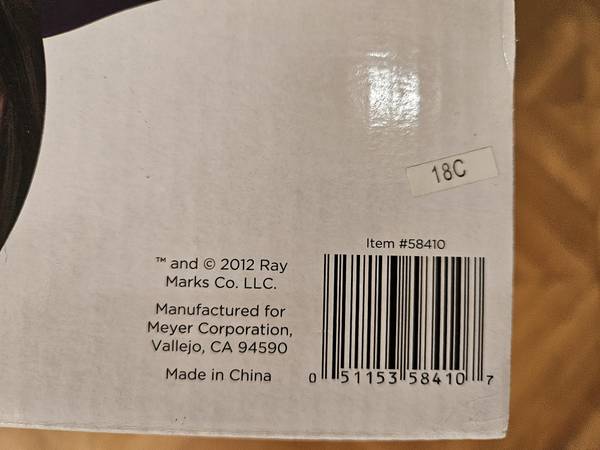 18C
Item #58410
™ and © 2012 Ray
Marks Co. LLC.
Manufactured for
Meyer Corporation,
Vallejo, CA 94590
Made in China
0 51153 58410 7